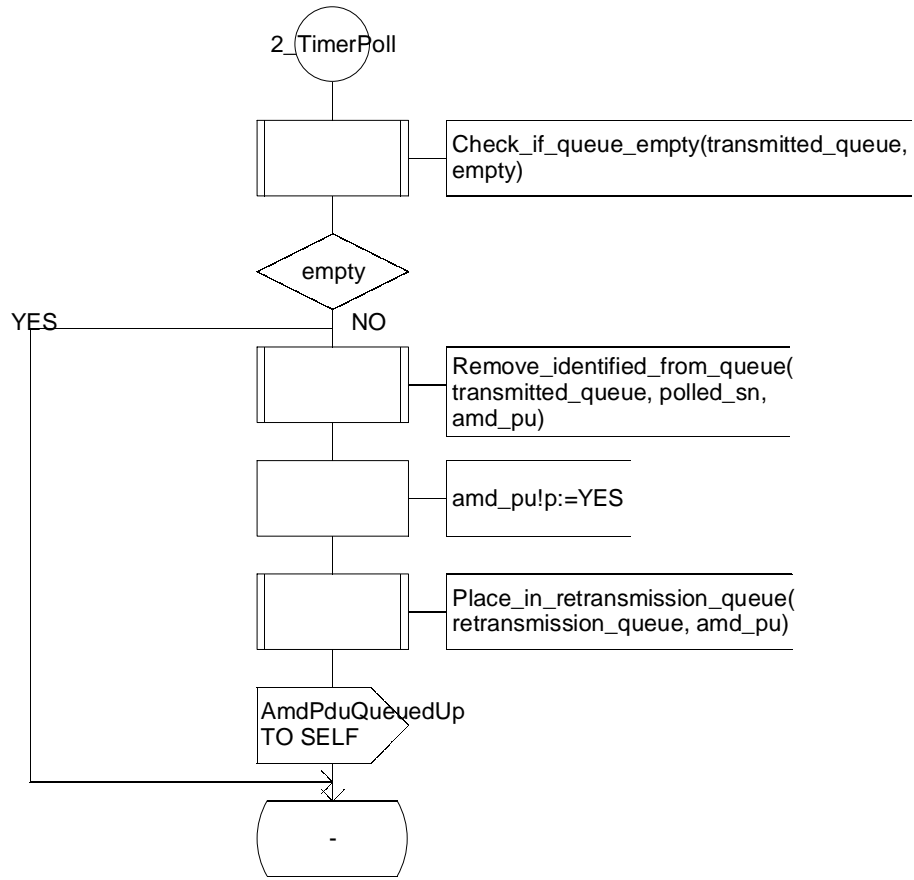 2_TimerPoll
Check_if_queue_empty(transmitted_queue,
empty)
empty
YES
NO
Remove_identified_from_queue(
transmitted_queue, polled_sn,
amd_pu)
amd_pu!p:=YES
Place_in_retransmission_queue(
retransmission_queue, amd_pu)
AmdPduQueuedUp
TO SELF
-